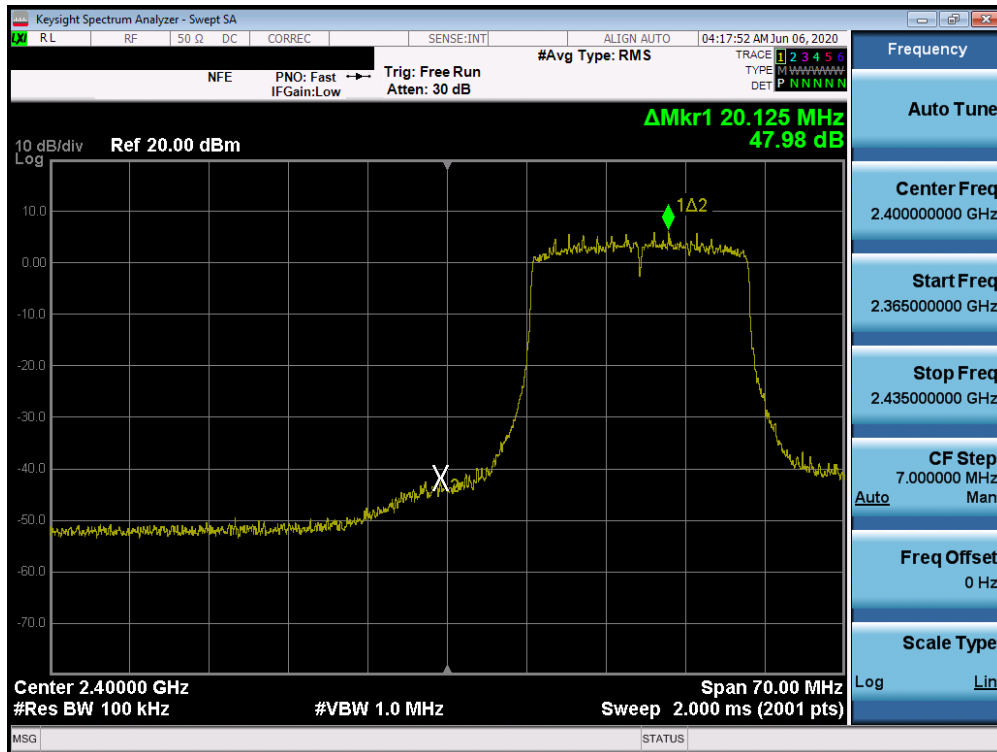 Keysight Spectrum Analyzer - Swept SA
LXI RL RF 50 Ω DC CORREC SENSE:INT ALIGN AUTO 04:17:52 AM Jun 06, 2020
NFE PNO: Fast Trig: Free Run #Avg Type: RMS TRACE 1 2 3 4 5 6
IFGain:Low Atten: 30 dB TYPE M WWWWW
DET P N N N N N
ΔMkr1 20.125 MHz
47.98 dB
10 dB/div Ref 20.00 dBm
Log
1Δ2
10.0
0.00
-10.0
-20.0
-30.0
-40.0
X2
-50.0
-60.0
-70.0
Center 2.40000 GHz Span 70.00 MHz
#Res BW 100 kHz #VBW 1.0 MHz Sweep 2.000 ms (2001 pts)
MSG STATUS
Frequency
Auto Tune
Center Freq
2.400000000 GHz
Start Freq
2.365000000 GHz
Stop Freq
2.435000000 GHz
CF Step
7.000000 MHz
Auto Man
Freq Offset
0 Hz
Scale Type
Log Lin